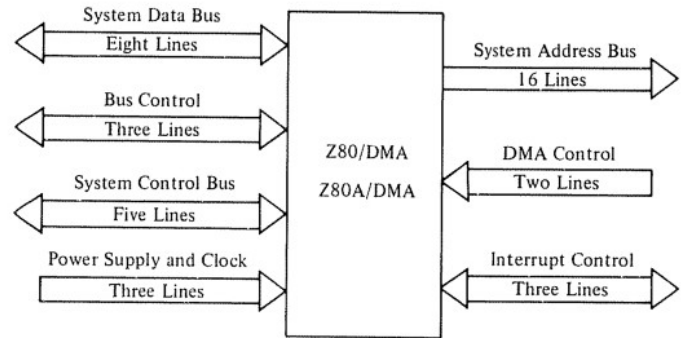 System Data Bus
Eight Lines
Bus Control
Three Lines
System Control Bus
Five Lines
Power Supply and Clock
Three Lines
Z80/DMA
Z80A/DMA
System Address Bus
16 Lines
DMA Control
Two Lines
Interrupt Control
Three Lines